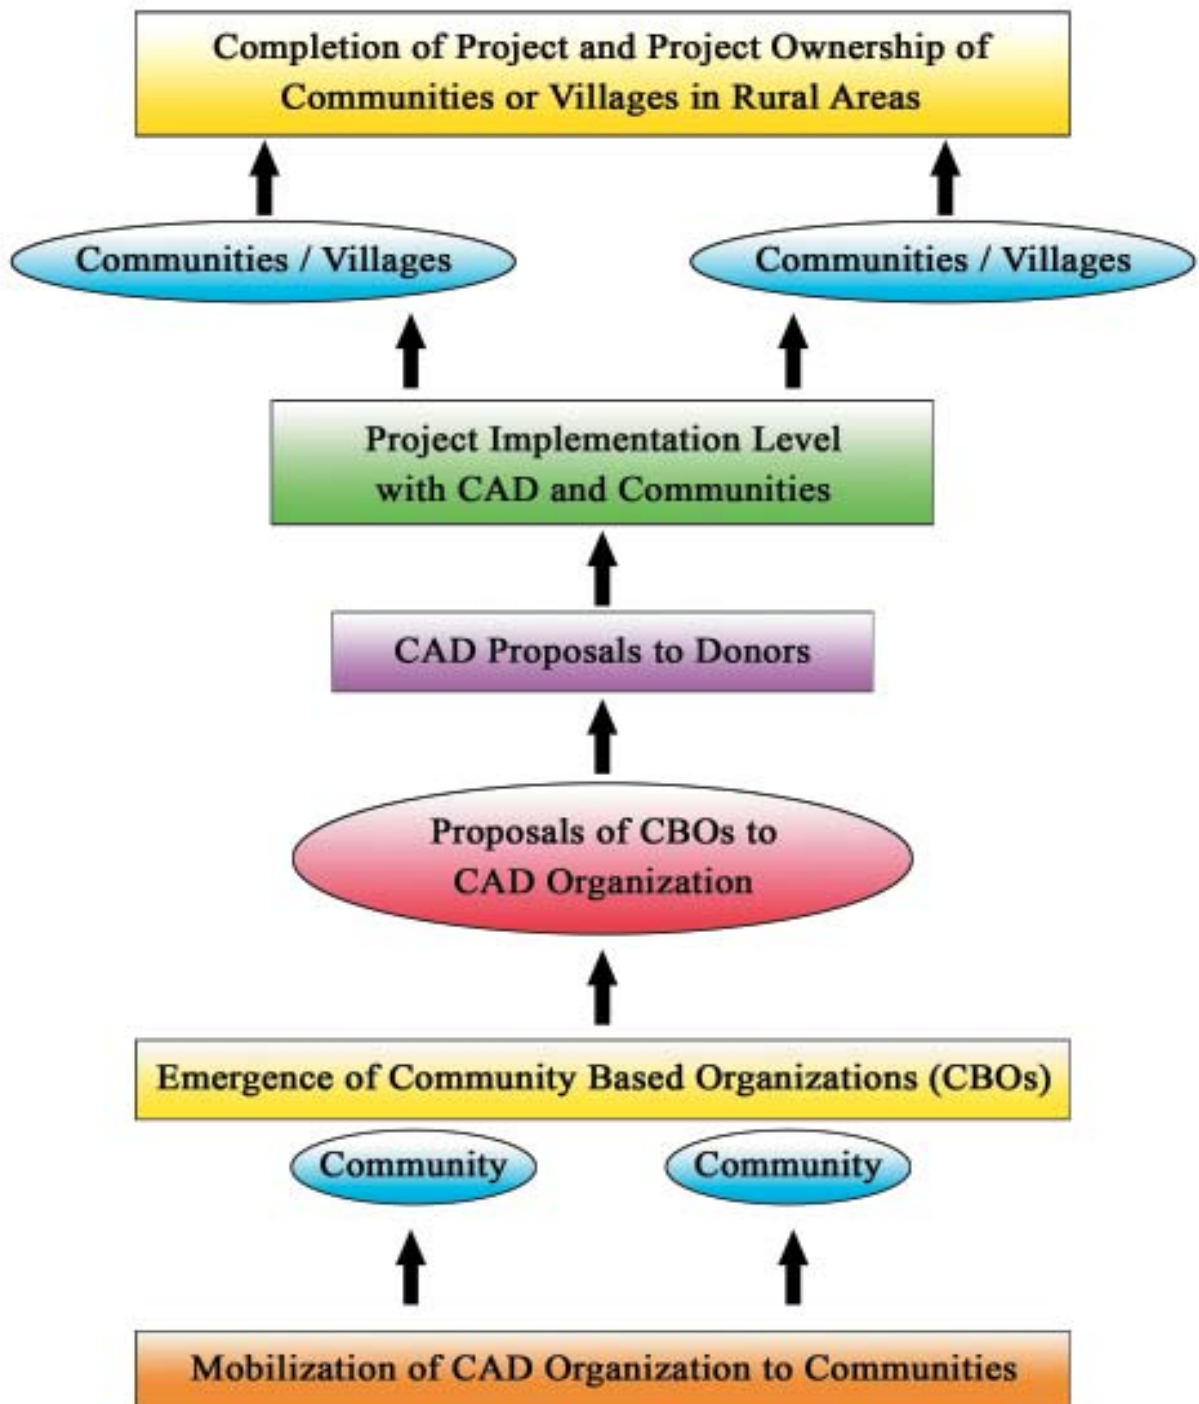 Completion of Project and Project Ownership of
Communities or Villages in Rural Areas
Communities / Villages
Communities / Villages
Project Implementation Level
with CAD and Communities
CAD Proposals to Donors
Proposals of CBOs to
CAD Organization
Emergence of Community Based Organizations (CBOs)
Community
Community
Mobilization of CAD Organization to Communities